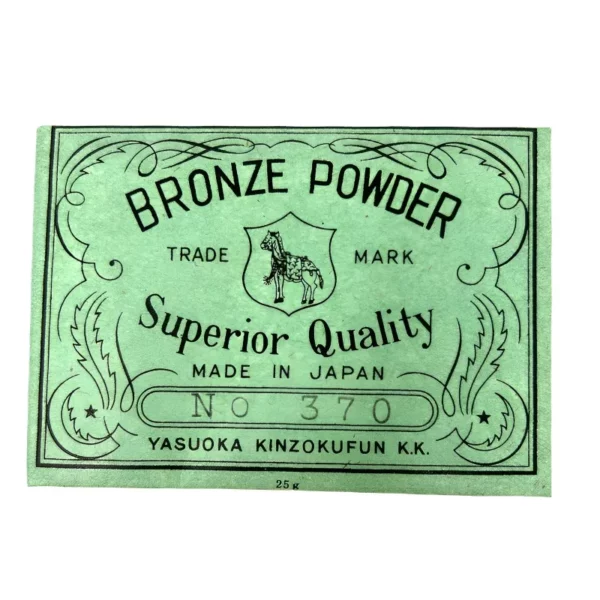 BRONZE POWDER
TRADE MARK
Superior Quality
MADE IN JAPAN
No 370
YASUOKA KINZOKUFUN K.K.
25g